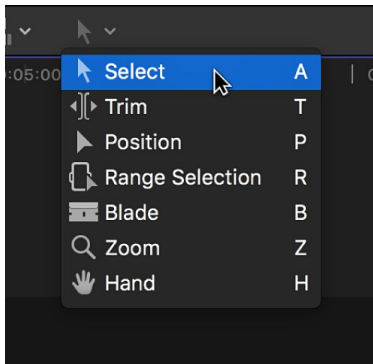 :05:00
Select A
Trim T
Position P
Range Selection R
Blade B
Zoom Z
Hand H